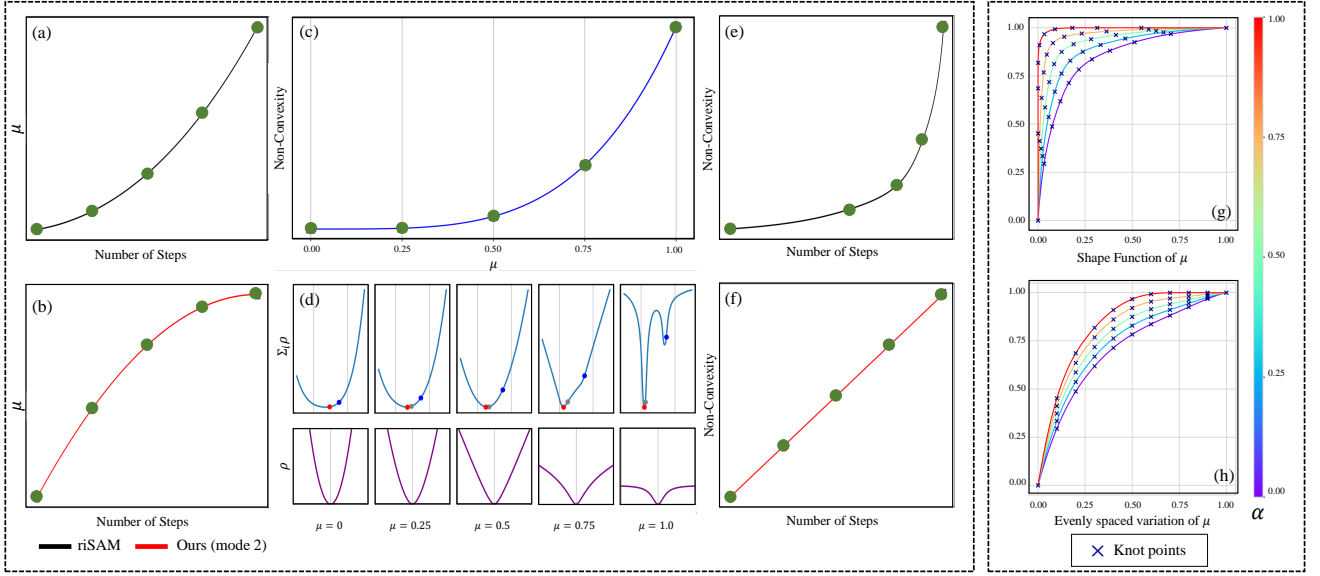 (a)
μ
Number of Steps
(b)
μ
Number of Steps
riSAM
Ours (mode 2)
(c)
Non-Convexity
0.00
0.25
0.50
0.75
1.00
μ
(d)
Σᵢρ
ρ
μ = 0
μ = 0.25
μ = 0.5
μ = 0.75
μ = 1.0
(e)
Non-Convexity
Number of Steps
(f)
Non-Convexity
Number of Steps
1.00
0.75
0.50
0.25
0.00
(g)
0.00
0.25
0.50
0.75
1.00
Shape Function of μ
1.00
0.75
0.50
0.25
0.00
(h)
0.00
0.25
0.50
0.75
1.00
Evenly spaced variation of μ
Knot points
1.00
0.75
0.50
0.25
0.00
α